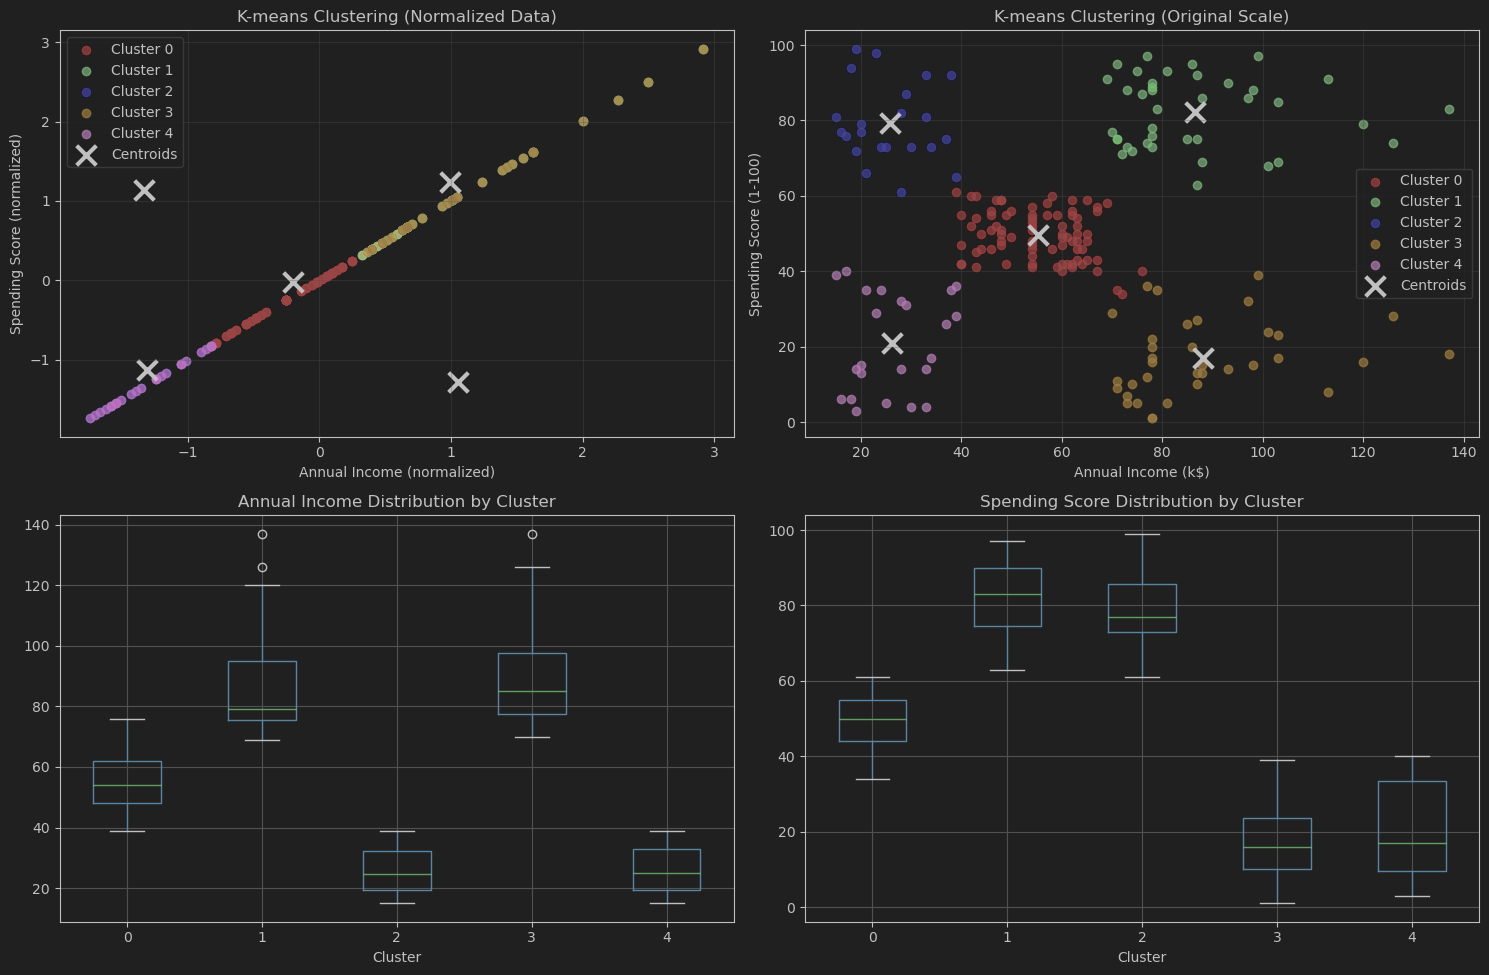 K-means Clustering (Normalized Data)
Spending Score (normalized)
3
2
1
0
−1
Cluster 0
Cluster 1
Cluster 2
Cluster 3
Cluster 4
Centroids
−1
0
1
2
3
Annual Income (normalized)
K-means Clustering (Original Scale)
Spending Score (1-100)
100
80
60
40
20
0
Cluster 0
Cluster 1
Cluster 2
Cluster 3
Cluster 4
Centroids
20
40
60
80
100
120
140
Annual Income (k$)
Annual Income Distribution by Cluster
140
120
100
80
60
40
20
0
1
2
3
4
Cluster
Spending Score Distribution by Cluster
100
80
60
40
20
0
0
1
2
3
4
Cluster